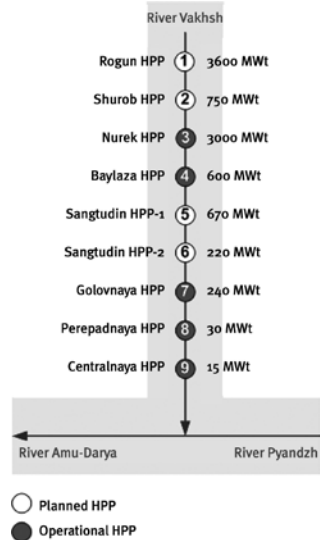 River Vakhsh
Rogun HPP 1 3600 MWt
Shurob HPP 2 750 MWt
Nurek HPP 3 3000 MWt
Baylaza HPP 4 600 MWt
Sangtudin HPP-1 5 670 MWt
Sangtudin HPP-2 6 220 MWt
Golovnaya HPP 7 240 MWt
Perepadnaya HPP 8 30 MWt
Centralnaya HPP 9 15 MWt
River Amu-Darya River Pyandzh
Planned HPP
Operational HPP